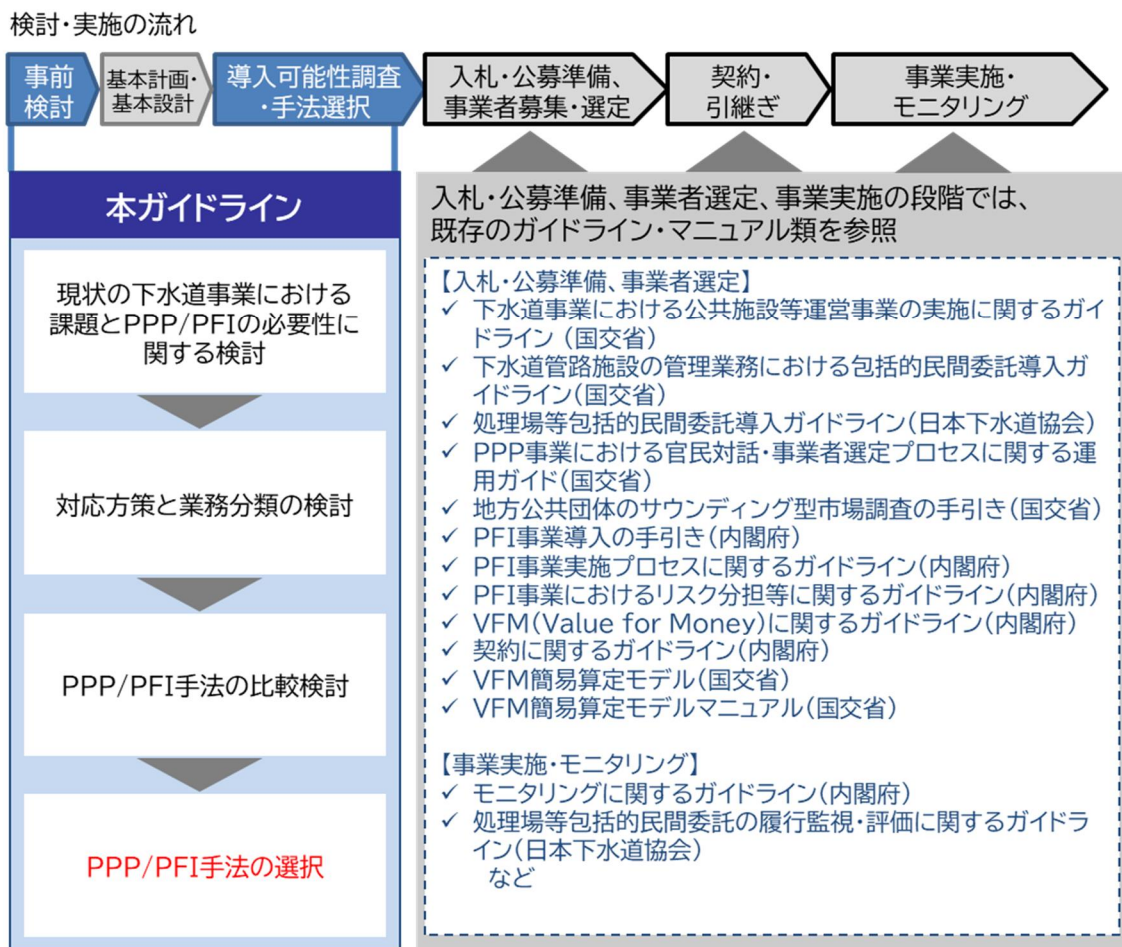 検討・実施の流れ
事前
検討
基本計画・
基本設計
導入可能性調査
・手法選択
入札・公募準備、
事業者募集・選定
契約・
引継ぎ
事業実施・
モニタリング
本ガイドライン
現状の下水道事業における
課題とPPP/PFIの必要性に
関する検討
対応方策と業務分類の検討
PPP/PFI手法の比較検討
PPP/PFI手法の選択
入札・公募準備、事業者選定、事業実施の段階では、
既存のガイドライン・マニュアル類を参照
【入札・公募準備、事業者選定】
✓ 下水道事業における公共施設等運営事業の実施に関するガイ
ドライン (国交省)
✓ 下水道管路施設の管理業務における包括的民間委託導入ガ
イドライン(国交省)
✓ 処理場等包括的民間委託導入ガイドライン(日本下水道協会)
✓ PPP事業における官民対話・事業者選定プロセスに関する運
用ガイド(国交省)
✓ 地方公共団体のサウンディング型市場調査の手引き(国交省)
✓ PFI事業導入の手引き(内閣府)
✓ PFI事業実施プロセスに関するガイドライン(内閣府)
✓ PFI事業におけるリスク分担等に関するガイドライン(内閣府)
✓ VFM(Value for Money)に関するガイドライン(内閣府)
✓ 契約に関するガイドライン(内閣府)
✓ VFM簡易算定モデル(国交省)
✓ VFM簡易算定モデルマニュアル(国交省)
【事業実施・モニタリング】
✓ モニタリングに関するガイドライン(内閣府)
✓ 処理場等包括的民間委託の履行監視・評価に関するガイドラ
イン(日本下水道協会)
など